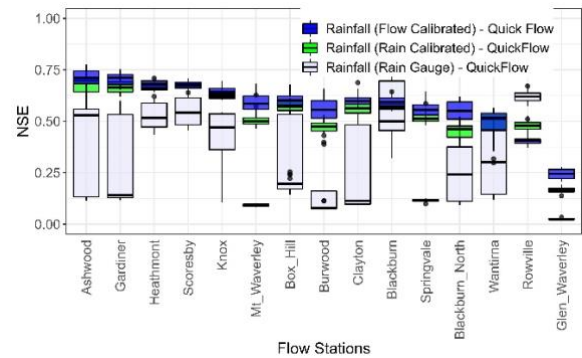 Rainfall (Flow Calibrated) - Quick Flow
Rainfall (Rain Calibrated) - QuickFlow
Rainfall (Rain Gauge) - QuickFlow
1.00
0.75
0.50
0.25
0.00
NSE
Ashwood
Gardiner
Heathmont
Scoresby
Knox
Mt_Waverley
Box_Hill
Burwood
Clayton
Blackburn
Springvale
Blackburn_North
Wantirna
Rowville
Glen_Waverley
Flow Stations